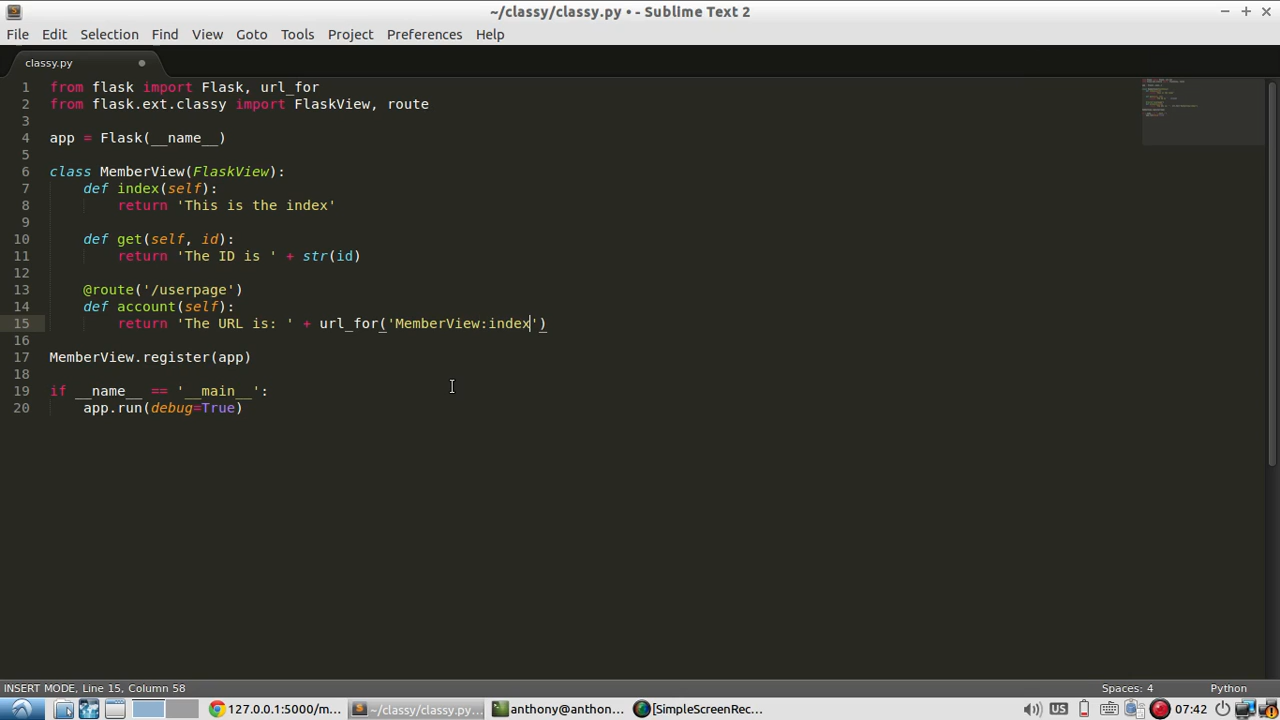 ~/classy/classy.py • - Sublime Text 2
File Edit Selection Find View Goto Tools Project Preferences Help
classy.py
1 from flask import Flask, url_for
2 from flask.ext.classy import FlaskView, route
3
4 app = Flask(__name__)
5
6 class MemberView(FlaskView):
7 def index(self):
8 return 'This is the index'
9
10 def get(self, id):
11 return 'The ID is ' + str(id)
12
13 @route('/userpage')
14 def account(self):
15 return 'The URL is: ' + url_for('MemberView:index')
16
17 MemberView.register(app)
18
19 if __name__ == '__main__':
20 app.run(debug=True)
INSERT MODE, Line 15, Column 58 Spaces: 4 Python
127.0.0.1:5000/m... ~/classy/classy.py... anthony@anthon... [SimpleScreenRec... US 07:42